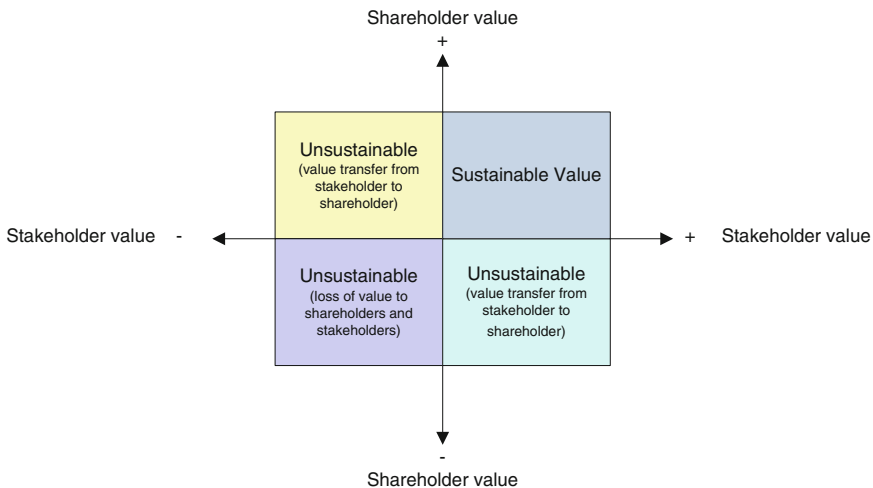 Shareholder value
+
Unsustainable
(value transfer from
stakeholder to
shareholder)
Sustainable Value
Stakeholder value -
+ Stakeholder value
Unsustainable
(loss of value to
shareholders and
stakeholders)
Unsustainable
(value transfer from
stakeholder to
shareholder)
-
Shareholder value